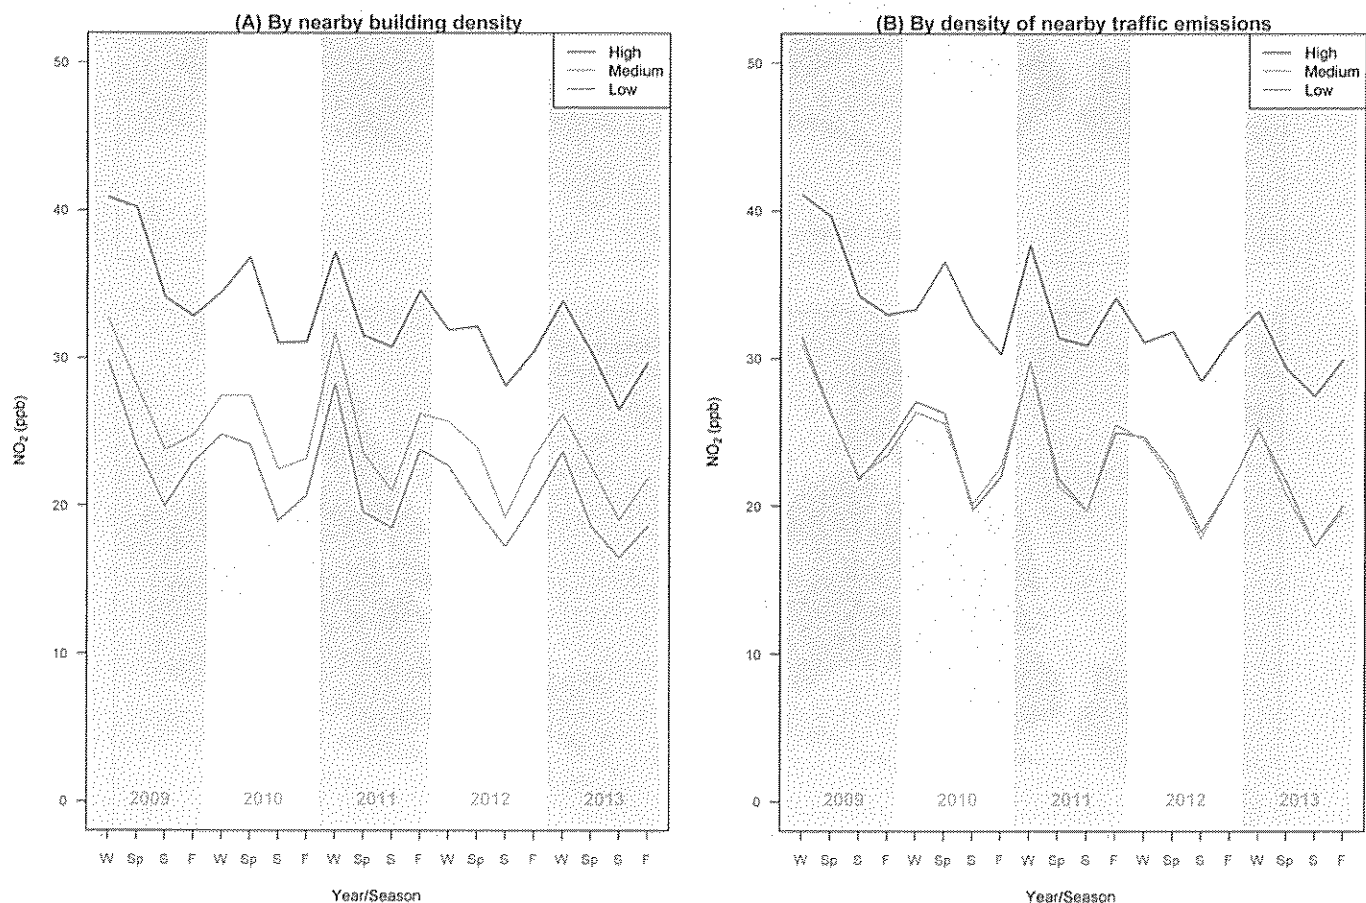 (A) By nearby building density
High
Medium
Low
50
40
30
20
10
0
NO₂ (ppb)
2009 2010 2011 2012 2013
W Sp S F W Sp S F W Sp S F W Sp S F W Sp S F
Year/Season
(B) By density of nearby traffic emissions
High
Medium
Low
50
40
30
20
10
0
NO₂ (ppb)
2009 2010 2011 2012 2013
W Sp S F W Sp S F W Sp S F W Sp S F W Sp S F
Year/Season